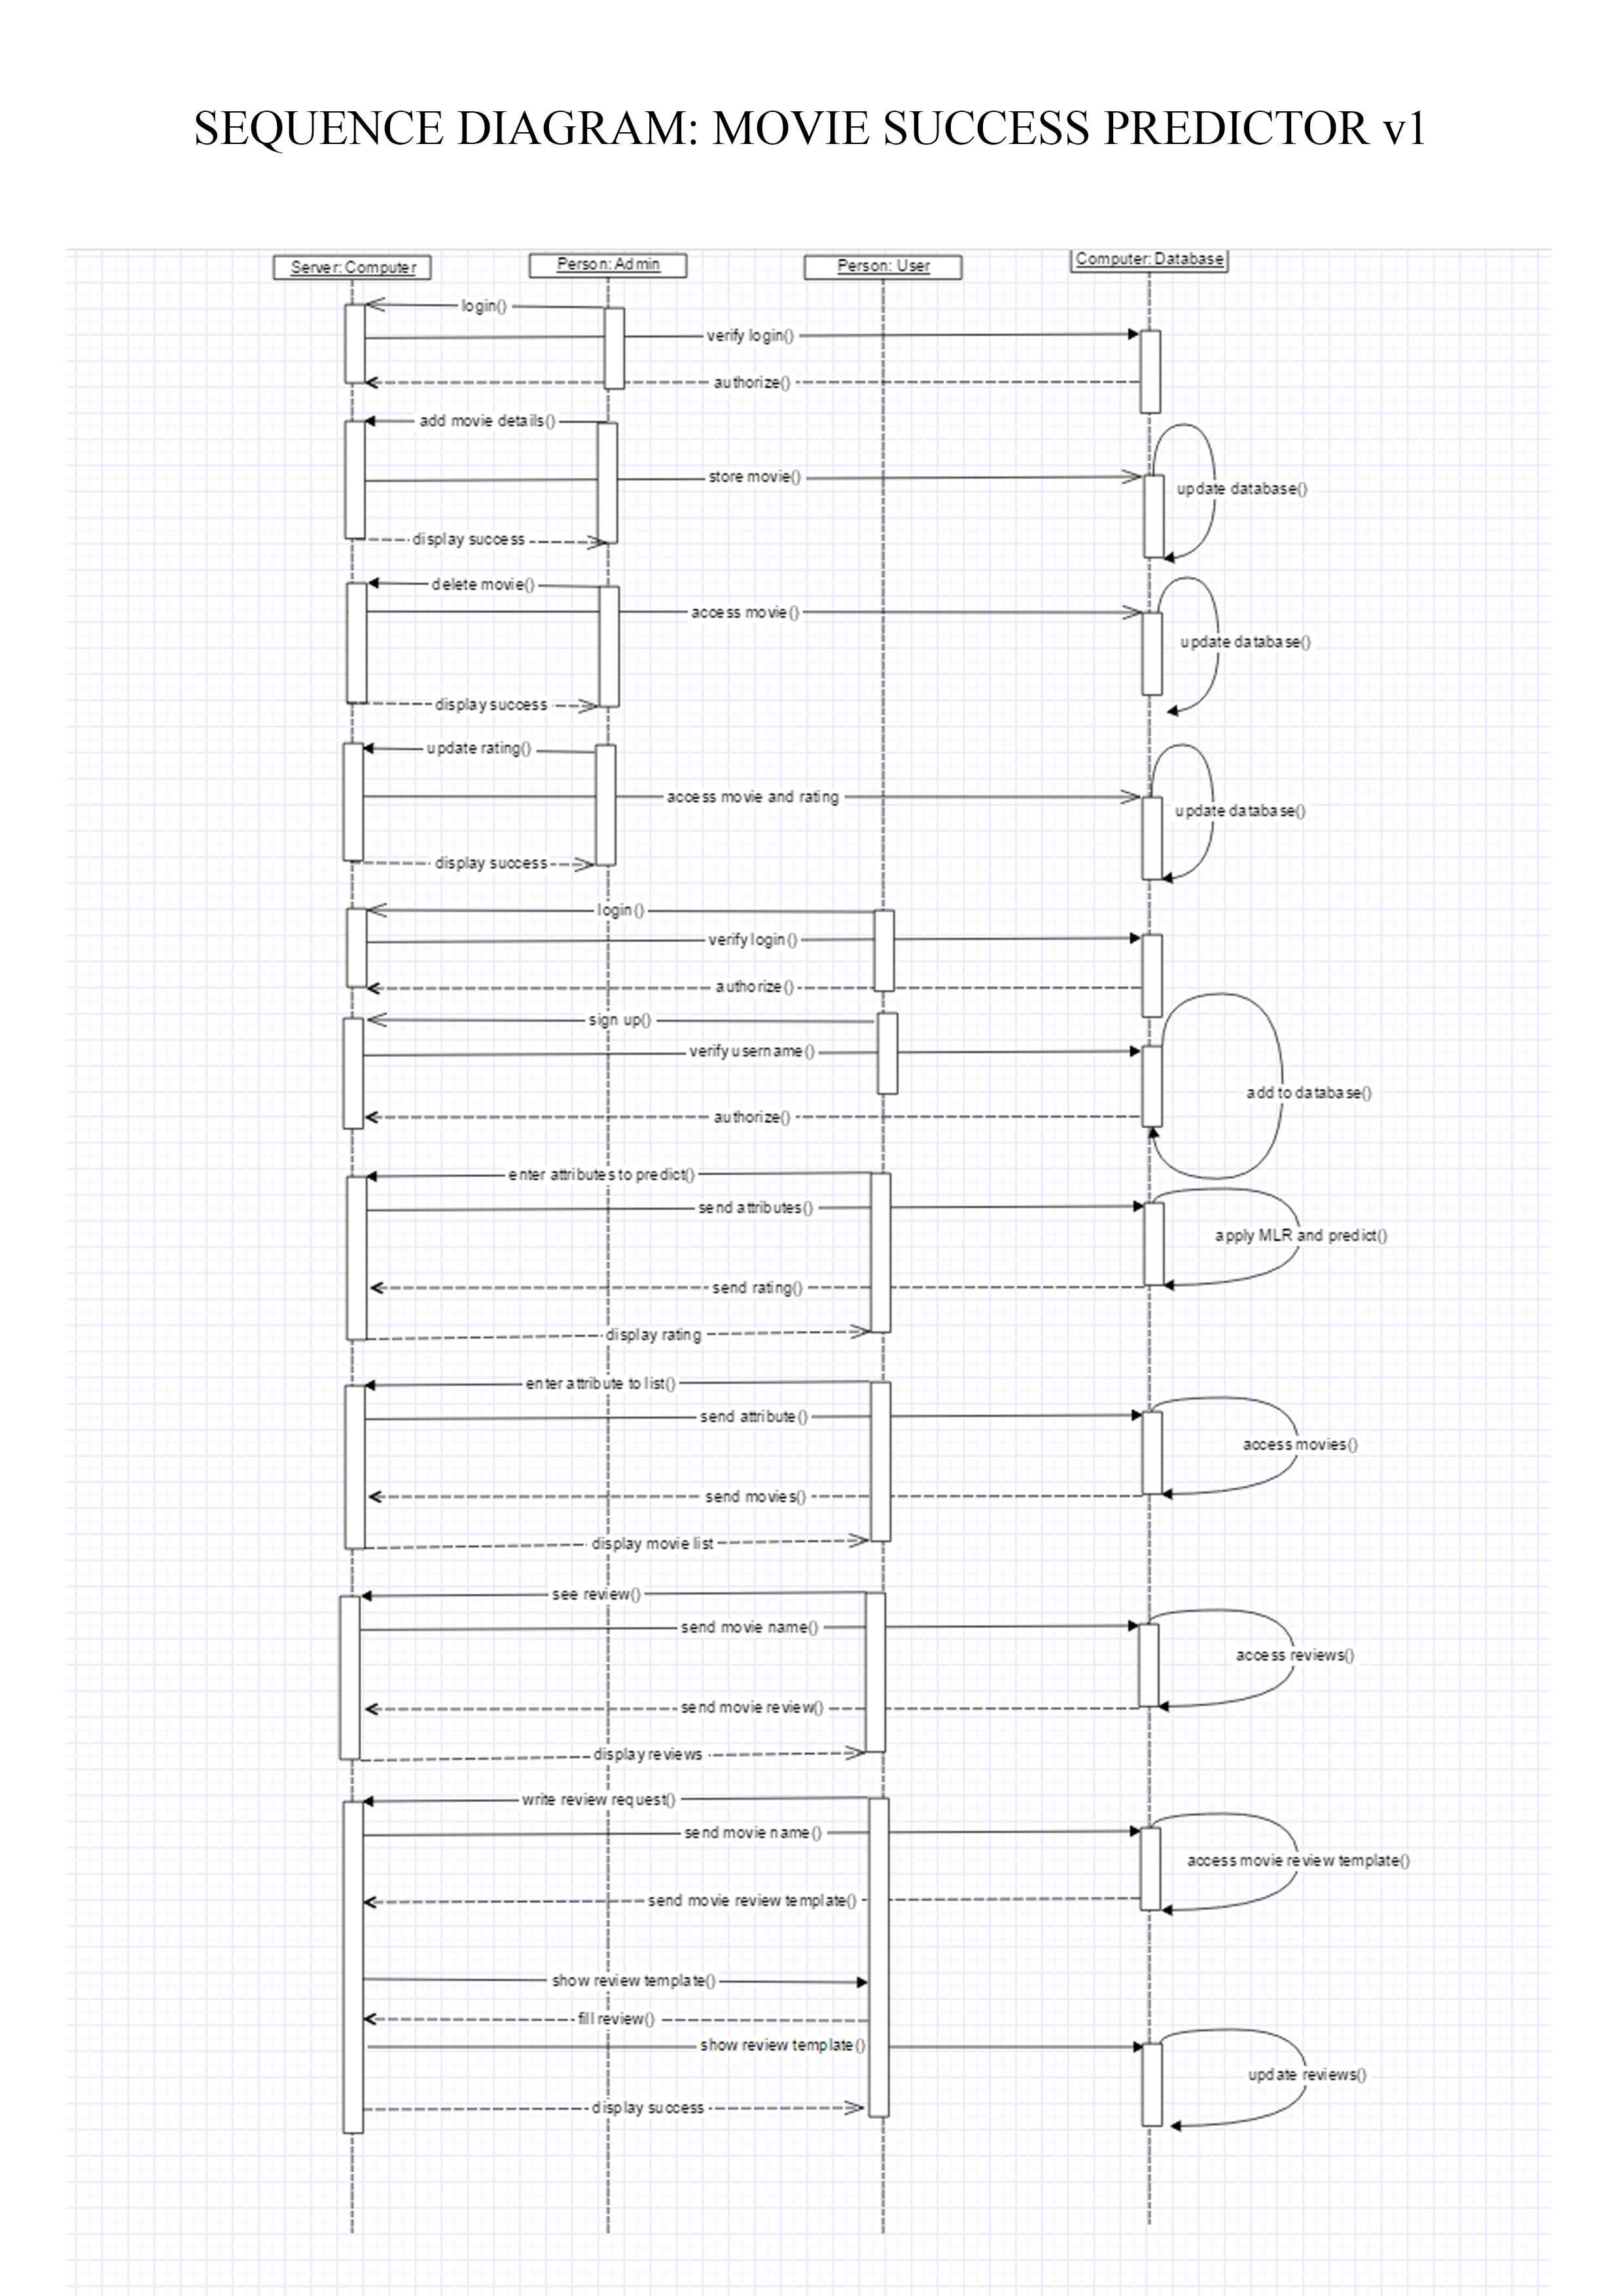 SEQUENCE DIAGRAM: MOVIE SUCCESS PREDICTOR v1
Server: Computer
Person: Admin
Person: User
Computer: Database
login()
verify login()
authorize()
add movie details()
store movie()
update database()
display success
delete movie()
access movie()
update database()
display success
update rating()
access movie and rating
update database()
display success
login()
verify login()
authorize()
sign up()
verify username()
add to database()
authorize()
enter attributes to predict()
send attributes()
apply MLR and predict()
send rating()
display rating
enter attribute to list()
send attribute()
access movies()
send movies()
display movie list
see review()
send movie name()
access reviews()
send movie review()
display reviews
write review request()
send movie name()
access movie review template()
send movie review template()
show review template()
fill review()
show review template()
update reviews()
display success